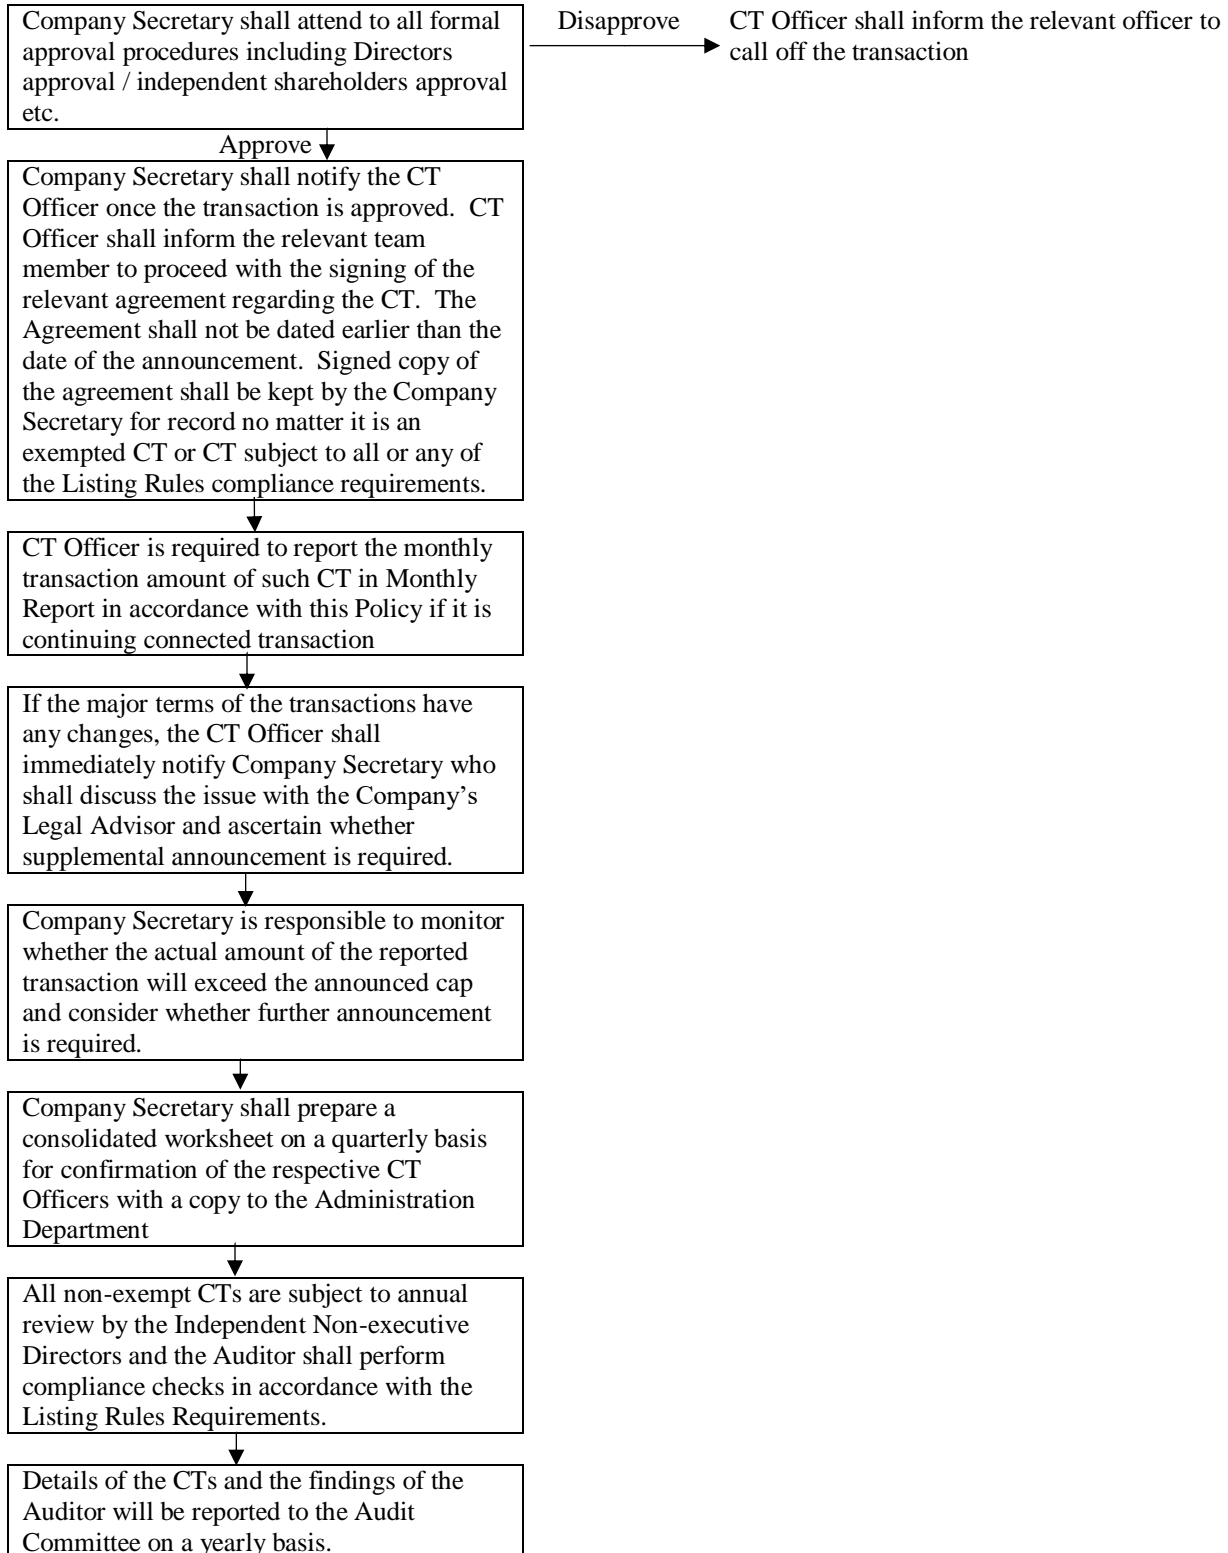 Company Secretary shall attend to all formal
approval procedures including Directors
approval / independent shareholders approval
etc.
Disapprove
CT Officer shall inform the relevant officer to
call off the transaction
Approve
Company Secretary shall notify the CT
Officer once the transaction is approved.  CT
Officer shall inform the relevant team
member to proceed with the signing of the
relevant agreement regarding the CT.  The
Agreement shall not be dated earlier than the
date of the announcement.  Signed copy of
the agreement shall be kept by the Company
Secretary for record no matter it is an
exempted CT or CT subject to all or any of
the Listing Rules compliance requirements.
CT Officer is required to report the monthly
transaction amount of such CT in Monthly
Report in accordance with this Policy if it is
continuing connected transaction
If the major terms of the transactions have
any changes, the CT Officer shall
immediately notify Company Secretary who
shall discuss the issue with the Company’s
Legal Advisor and ascertain whether
supplemental announcement is required.
Company Secretary is responsible to monitor
whether the actual amount of the reported
transaction will exceed the announced cap
and consider whether further announcement
is required.
Company Secretary shall prepare a
consolidated worksheet on a quarterly basis
for confirmation of the respective CT
Officers with a copy to the Administration
Department
All non-exempt CTs are subject to annual
review by the Independent Non-executive
Directors and the Auditor shall perform
compliance checks in accordance with the
Listing Rules Requirements.
Details of the CTs and the findings of the
Auditor will be reported to the Audit
Committee on a yearly basis.